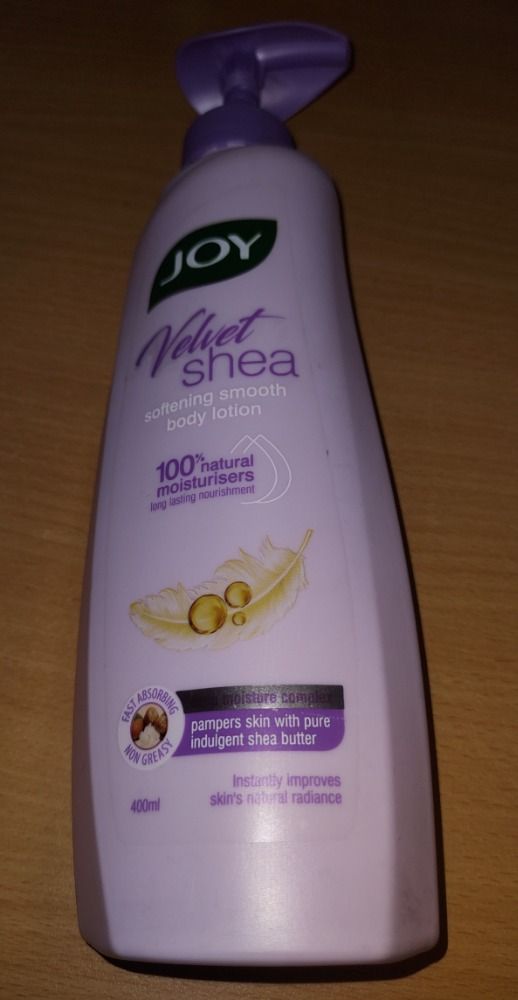 JOY
Velvet
shea
softening smooth
body lotion
100% natural
moisturisers
long lasting nourishment
FAST ABSORBING
NON GREASY
moisture complex
pampers skin with pure
indulgent shea butter
Instantly improves
skin's natural radiance
400ml